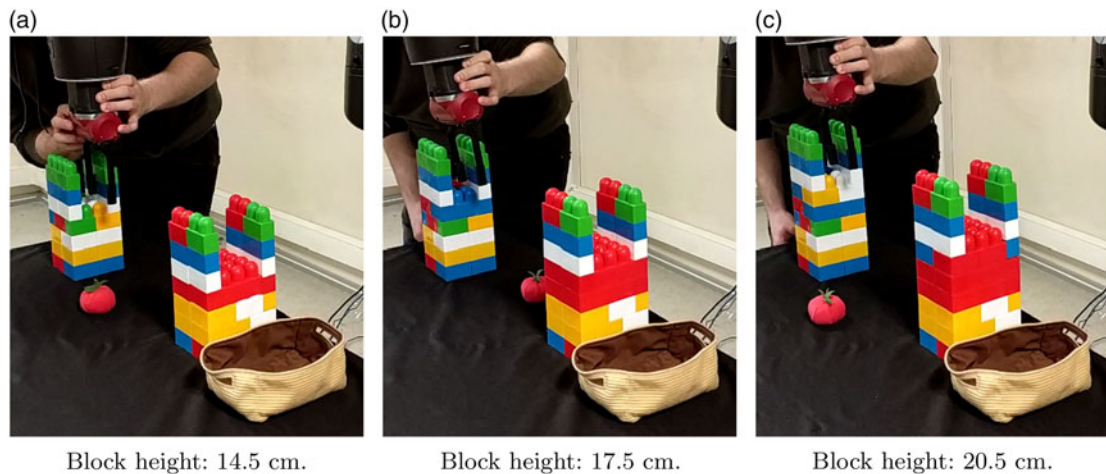 (a)
(b)
(c)
Block height: 14.5 cm.
Block height: 17.5 cm.
Block height: 20.5 cm.